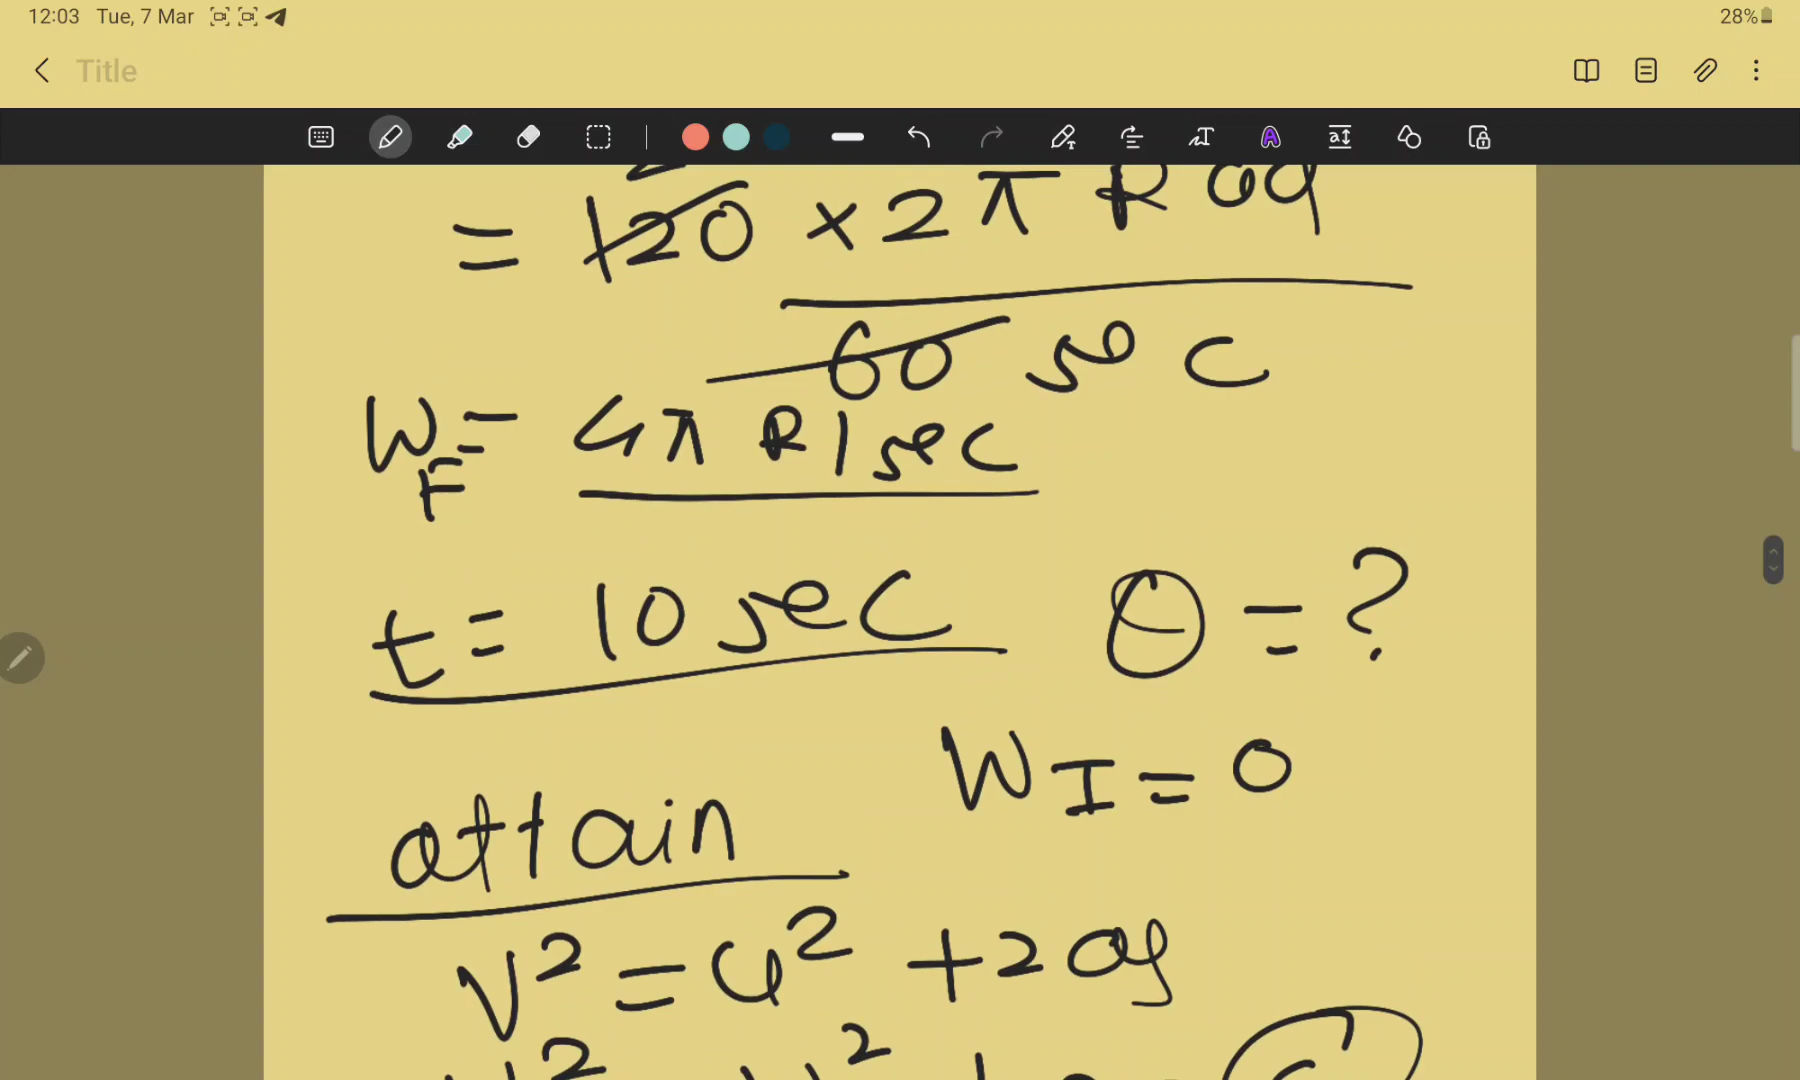 12:03 Tue, 7 Mar 28%
Title
= 120 × 2 π Rad
60 sec
W_F = 4π R/sec
t = 10 sec θ = ?
W_I = 0
attain
V² = u² + 2as